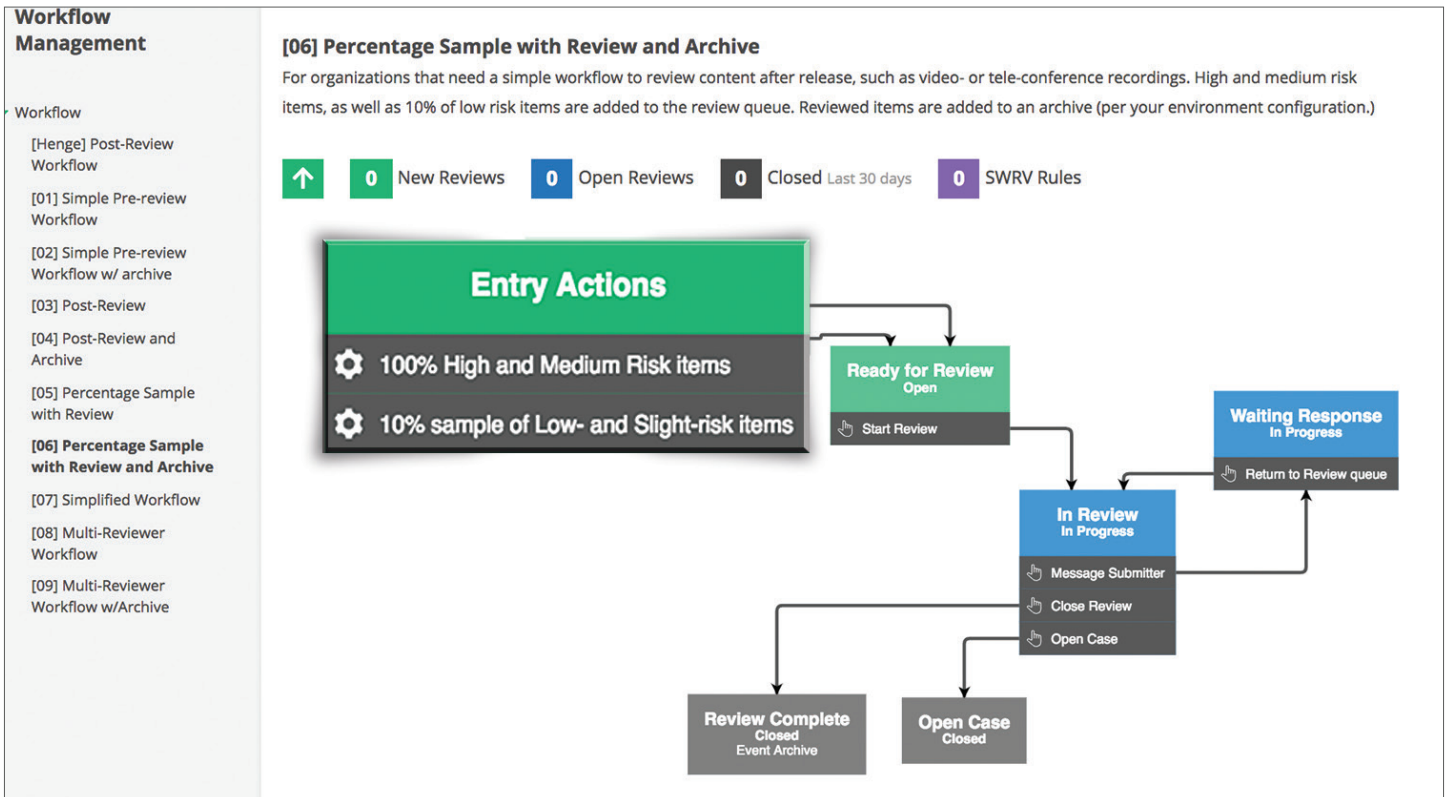 Workflow
Management
Workflow
[Henge] Post-Review
Workflow
[01] Simple Pre-review
Workflow
[02] Simple Pre-review
Workflow w/ archive
[03] Post-Review
[04] Post-Review and
Archive
[05] Percentage Sample
with Review
[06] Percentage Sample
with Review and Archive
[07] Simplified Workflow
[08] Multi-Reviewer
Workflow
[09] Multi-Reviewer
Workflow w/Archive
[06] Percentage Sample with Review and Archive
For organizations that need a simple workflow to review content after release, such as video- or tele-conference recordings. High and medium risk
items, as well as 10% of low risk items are added to the review queue. Reviewed items are added to an archive (per your environment configuration.)
0 New Reviews 0 Open Reviews 0 Closed Last 30 days 0 SWRV Rules
Entry Actions
100% High and Medium Risk items
10% sample of Low- and Slight-risk items
Ready for Review
Open
Start Review
Waiting Response
In Progress
Return to Review queue
In Review
In Progress
Message Submitter
Close Review
Open Case
Review Complete
Closed
Event Archive
Open Case
Closed